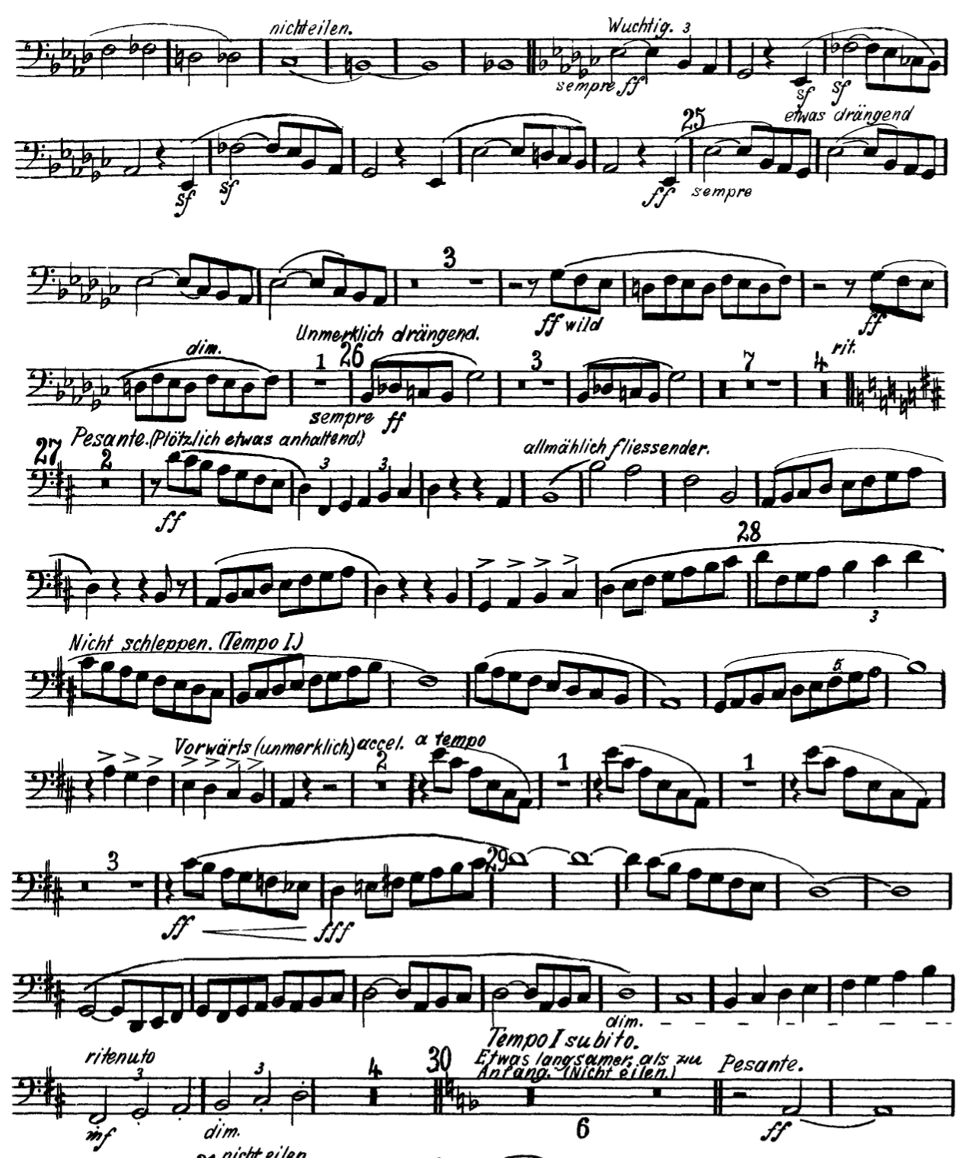 nicht eilen. Wuchtig. 3
sempre ff sf sf
25 etwas drängend
sf sf ff sempre
3
ff wild ff
dim. Unmerklich drängend. rit.
1 26 3 7 4
sempre ff
27 Pesante. (Plötzlich etwas anhaltend.) allmählich fliessender.
2 3 3
ff
28
3
Nicht schleppen. (Tempo I.)
5
Vorwärts (unmerklich) accel. a tempo
2 1 1
3 29
ff fff
dim.
Tempo I subito.
ritenuto 30 Etwas langsamer, als zu Pesante.
3 3 4 Anfang. (Nicht eilen.)
mf dim. 6 ff
nicht eilen